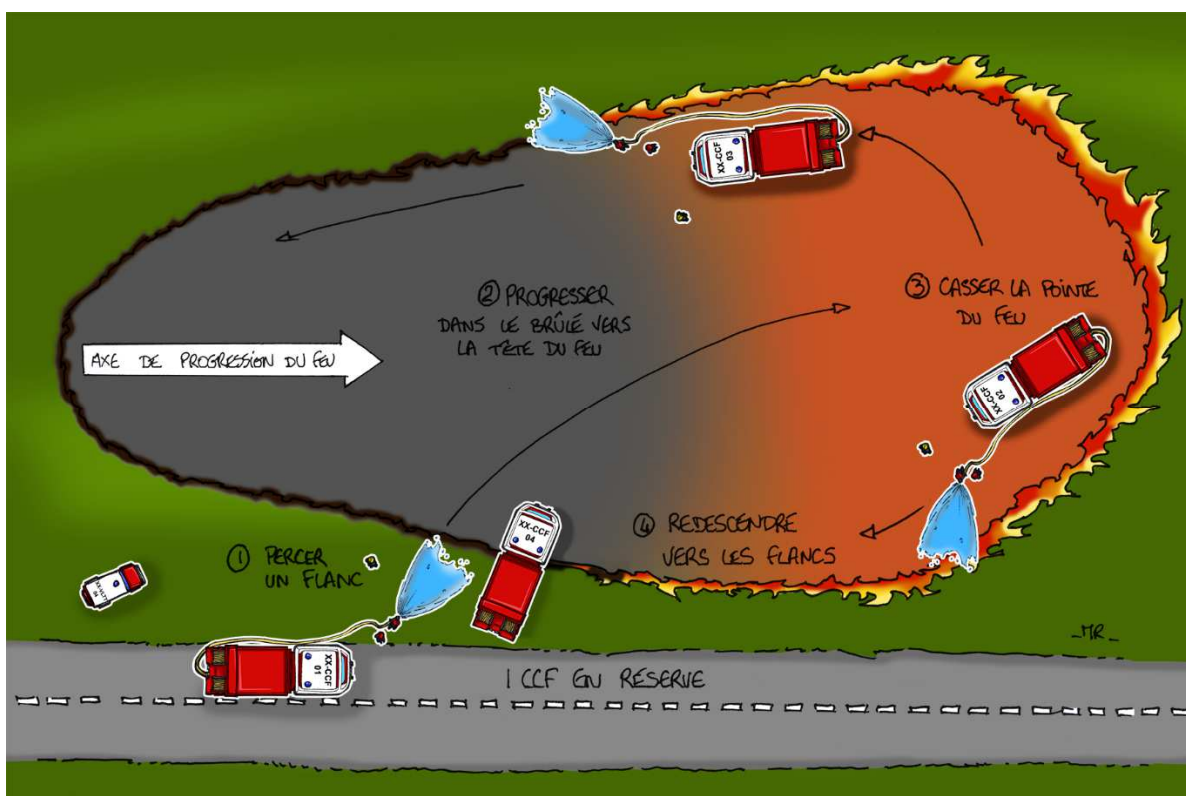 XX-CCF
03
② PROGRESSER
DANS LE BRÛLÉ VERS
LA TÊTE DU FEU
③ CASSER LA POINTE
DU FEU
AXE DE PROGRESSION DU FEU
XX-CCF
02
① PERCER
UN FLANC
XX-CCF
04
④ REDESCENDRE
VERS LES FLANCS
_MR_
XX-CCF
01
1 CCF EN RÉSERVE